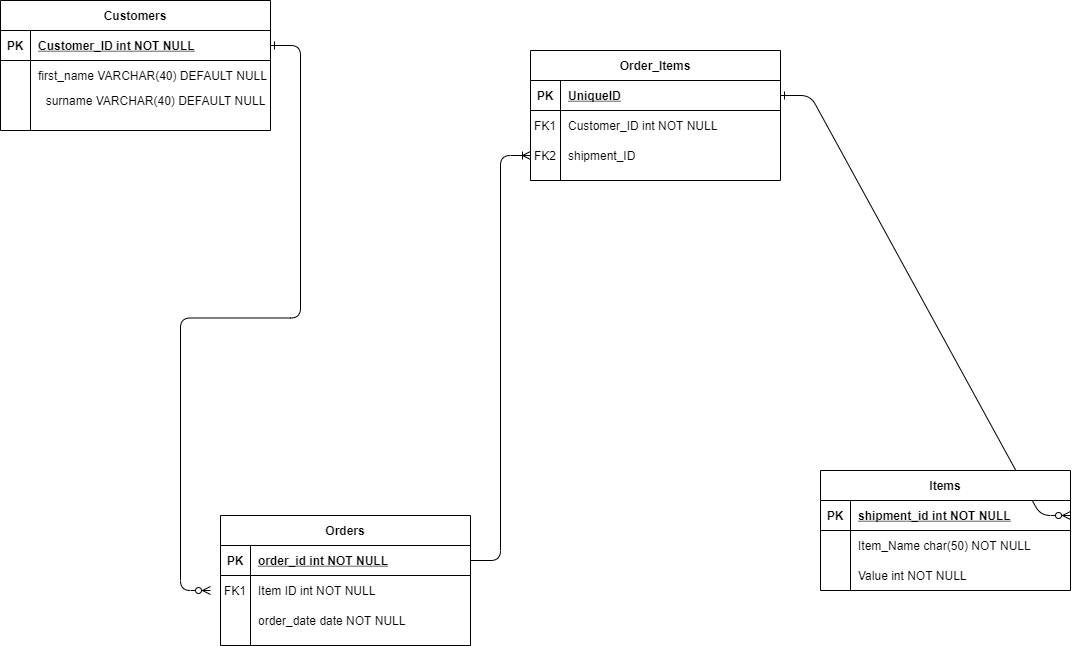 Customers
PK Customer_ID int NOT NULL
first_name VARCHAR(40) DEFAULT NULL
surname VARCHAR(40) DEFAULT NULL
Order_Items
PK UniqueID
FK1 Customer_ID int NOT NULL
FK2 shipment_ID
Items
PK shipment_id int NOT NULL
Item_Name char(50) NOT NULL
Value int NOT NULL
Orders
PK order_id int NOT NULL
FK1 Item ID int NOT NULL
order_date date NOT NULL